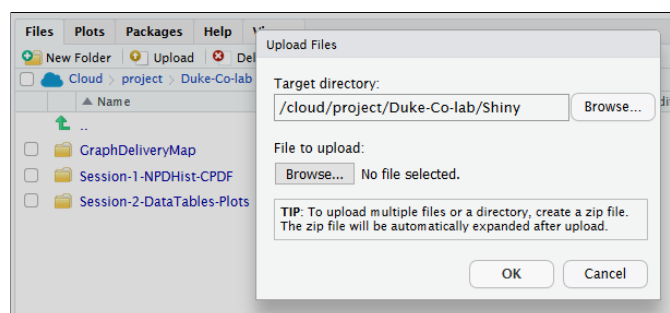 Files Plots Packages Help
New Folder Upload Del
Cloud project Duke-Co-lab
Name
..
GraphDeliveryMap
Session-1-NPDHist-CPDF
Session-2-DataTables-Plots
Upload Files
Target directory:
/cloud/project/Duke-Co-lab/Shiny Browse...
File to upload:
Browse... No file selected.
TIP: To upload multiple files or a directory, create a zip file.
The zip file will be automatically expanded after upload.
OK Cancel